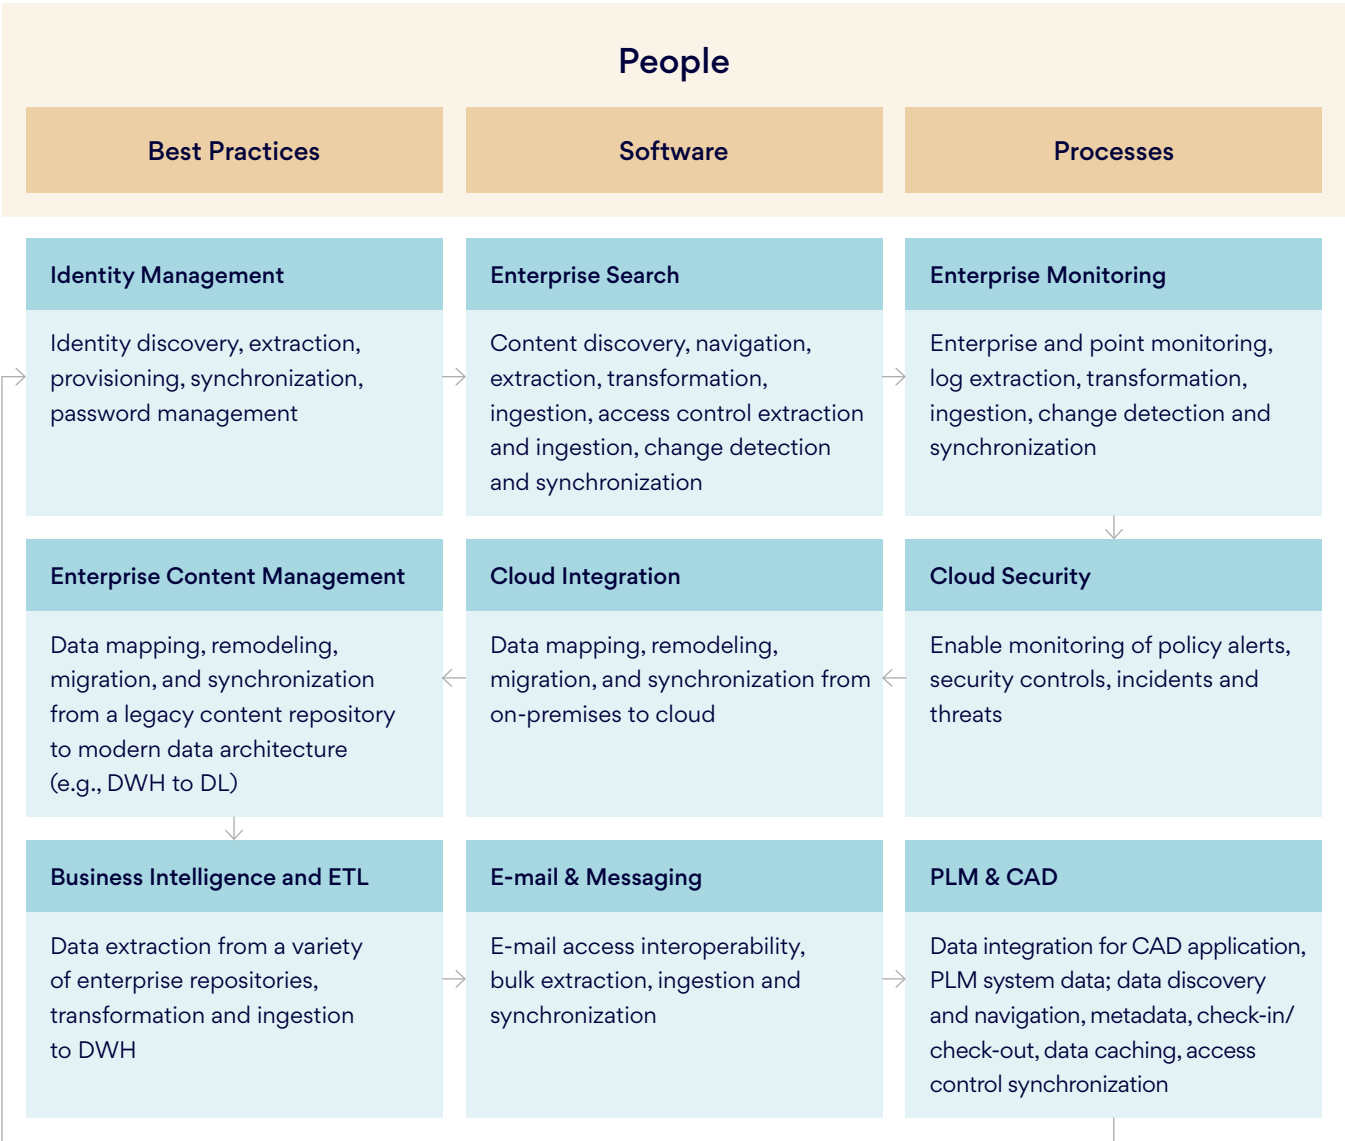 People
Best Practices
Software
Processes
Identity Management
Identity discovery, extraction,
provisioning, synchronization,
password management
Enterprise Search
Content discovery, navigation,
extraction, transformation,
ingestion, access control extraction
and ingestion, change detection
and synchronization
Enterprise Monitoring
Enterprise and point monitoring,
log extraction, transformation,
ingestion, change detection and
synchronization
Enterprise Content Management
Data mapping, remodeling,
migration, and synchronization
from a legacy content repository
to modern data architecture
(e.g., DWH to DL)
Cloud Integration
Data mapping, remodeling,
migration, and synchronization from
on-premises to cloud
Cloud Security
Enable monitoring of policy alerts,
security controls, incidents and
threats
Business Intelligence and ETL
Data extraction from a variety
of enterprise repositories,
transformation and ingestion
to DWH
E-mail & Messaging
E-mail access interoperability,
bulk extraction, ingestion and
synchronization
PLM & CAD
Data integration for CAD application,
PLM system data; data discovery
and navigation, metadata, check-in/
check-out, data caching, access
control synchronization